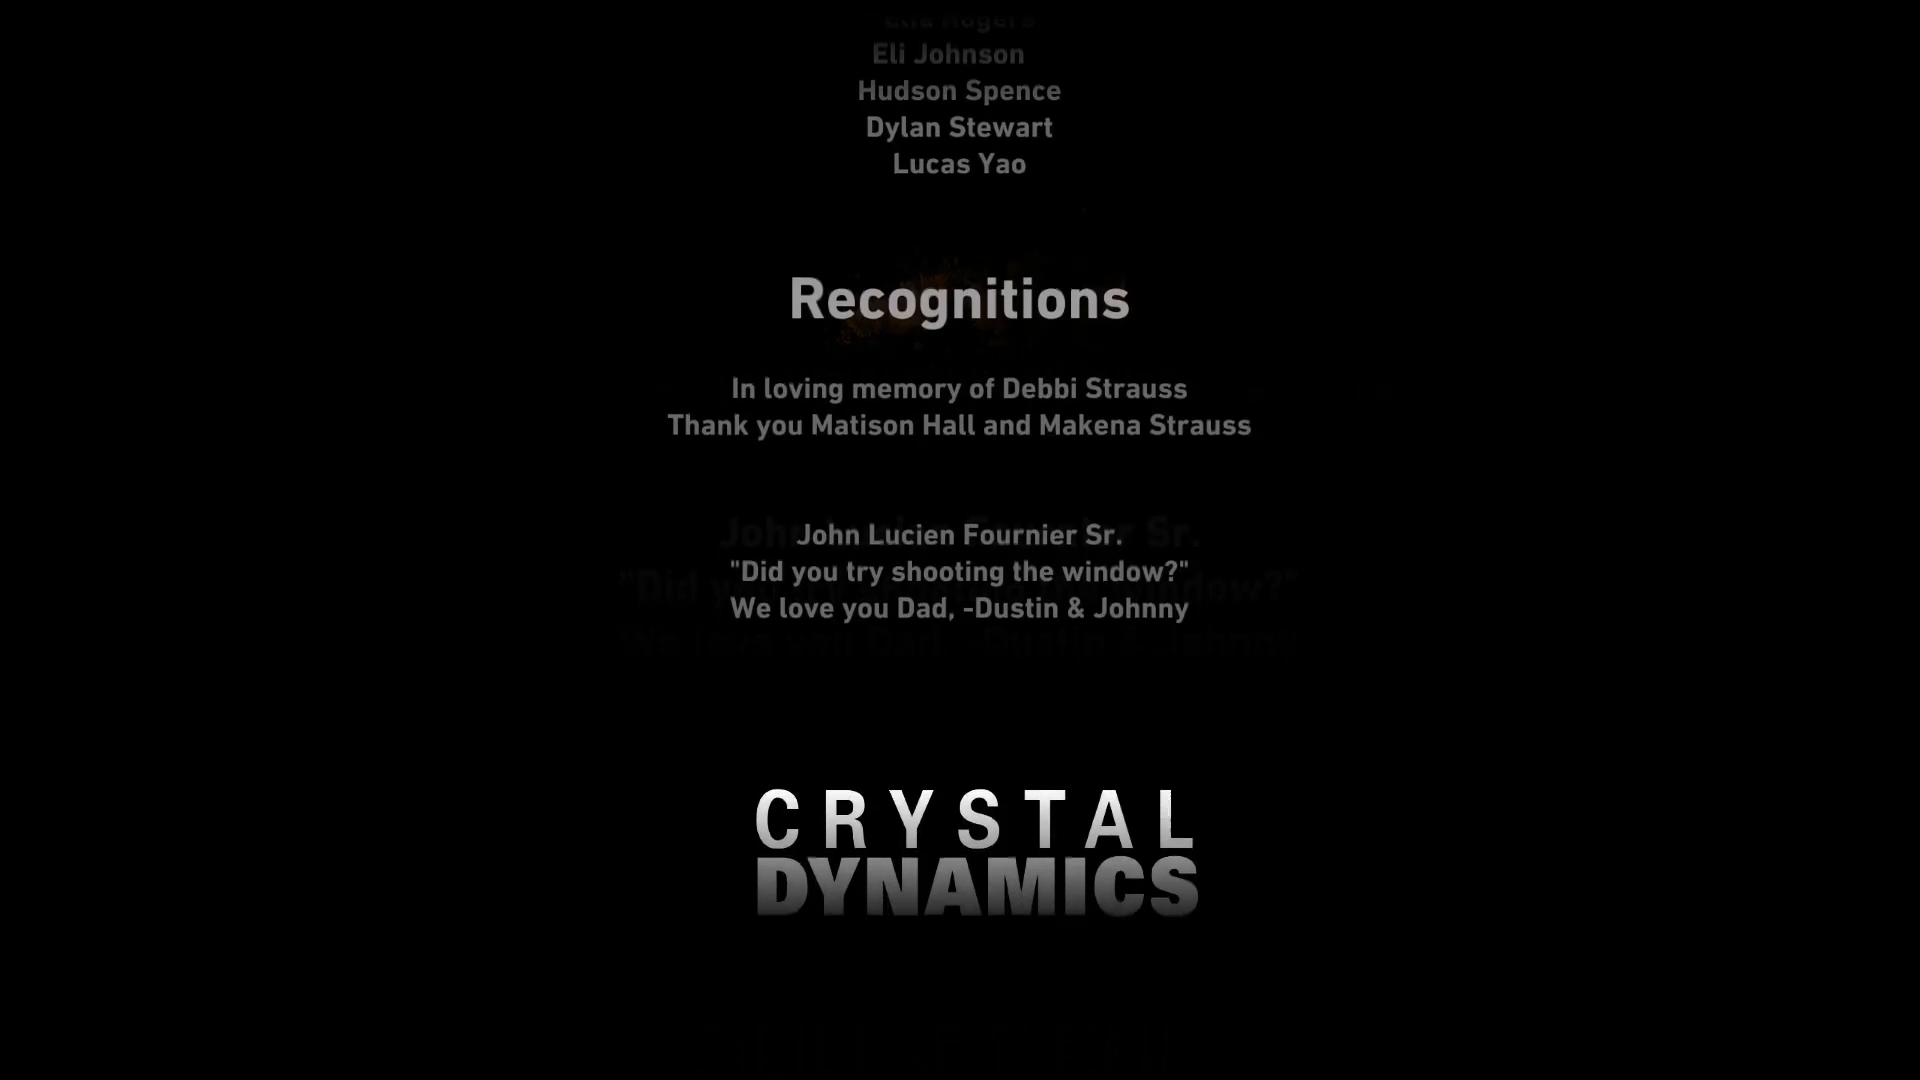 Ella Rogers
Eli Johnson
Hudson Spence
Dylan Stewart
Lucas Yao
Recognitions
In loving memory of Debbi Strauss
Thank you Matison Hall and Makena Strauss
John Lucien Fournier Sr.
"Did you try shooting the window?"
We love you Dad, -Dustin & Johnny
CRYSTAL
DYNAMICS